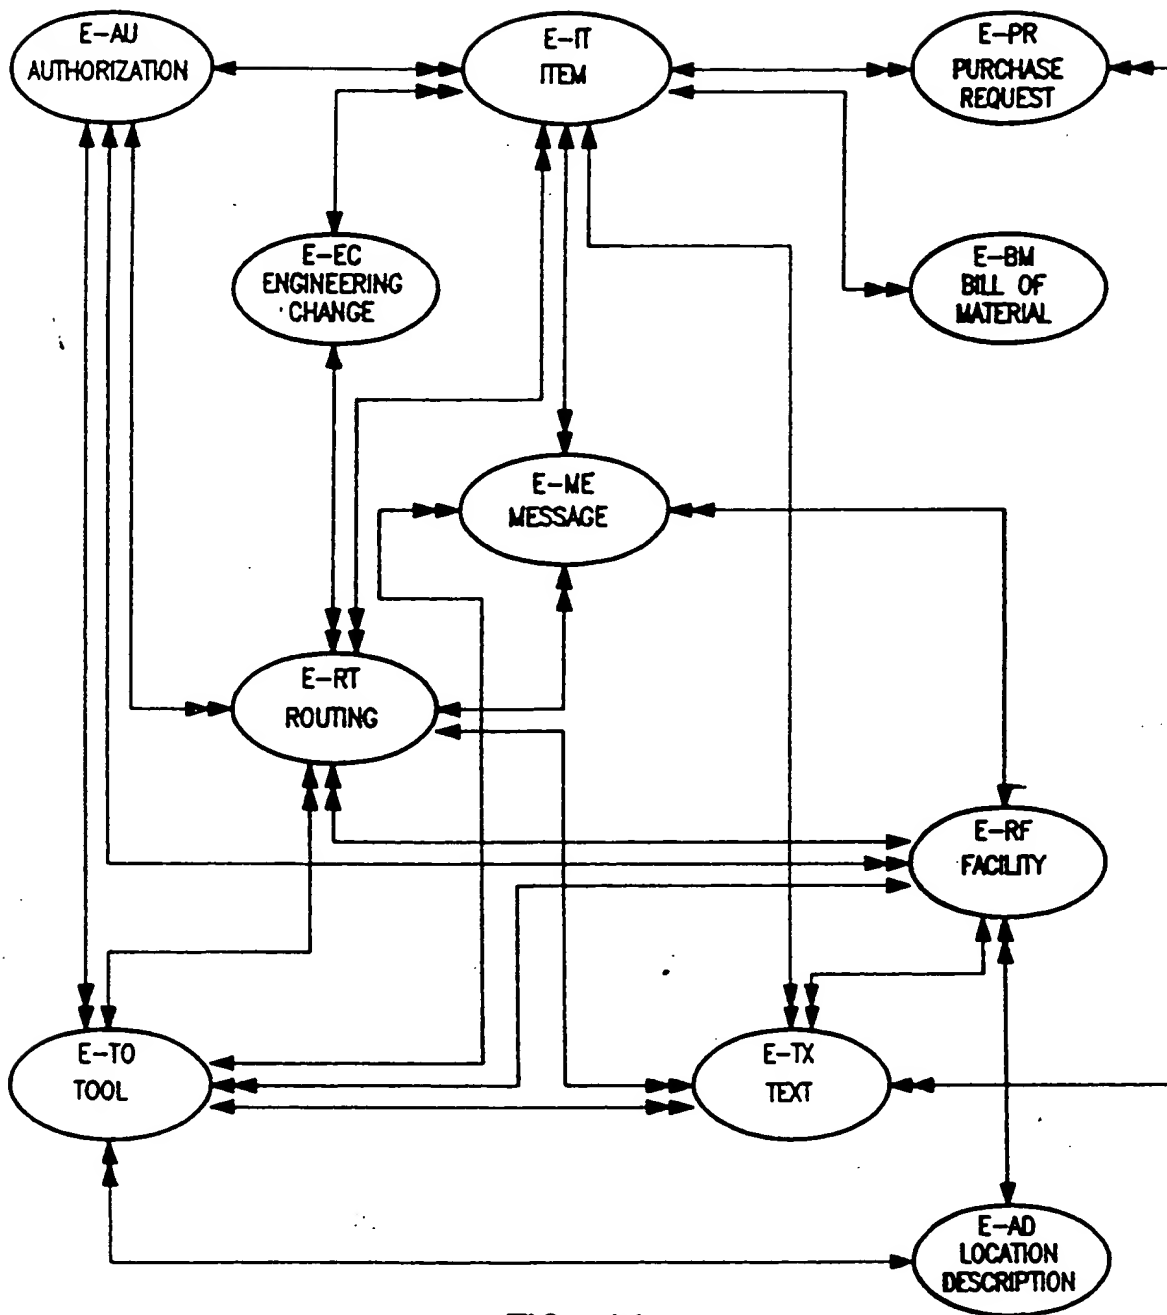 E-AU
AUTHORIZATION
E-IT
ITEM
E-PR
PURCHASE
REQUEST
E-EC
ENGINEERING
CHANGE
E-BM
BILL OF
MATERIAL
E-ME
MESSAGE
E-RT
ROUTING
E-RF
FACILITY
E-TO
TOOL
E-TX
TEXT
E-AD
LOCATION
DESCRIPTION